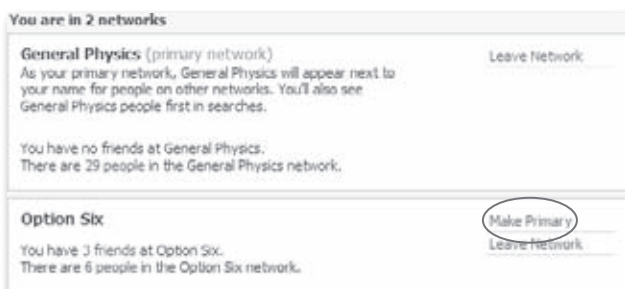 You are in 2 networks
General Physics (primary network)
Leave Network
As your primary network, General Physics will appear next to
your name for people on other networks. You'll also see
General Physics people first in searches.
You have no friends at General Physics.
There are 29 people in the General Physics network.
Option Six
Make Primary
You have 3 friends at Option Six.
Leave Network
There are 6 people in the Option Six network.